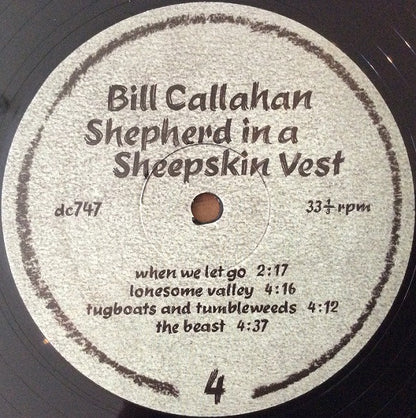 Bill Callahan
Shepherd in a
Sheepskin Vest
dc747 33⅓ rpm
when we let go 2:17
lonesome valley 4:16
tugboats and tumbleweeds 4:12
the beast 4:37
4